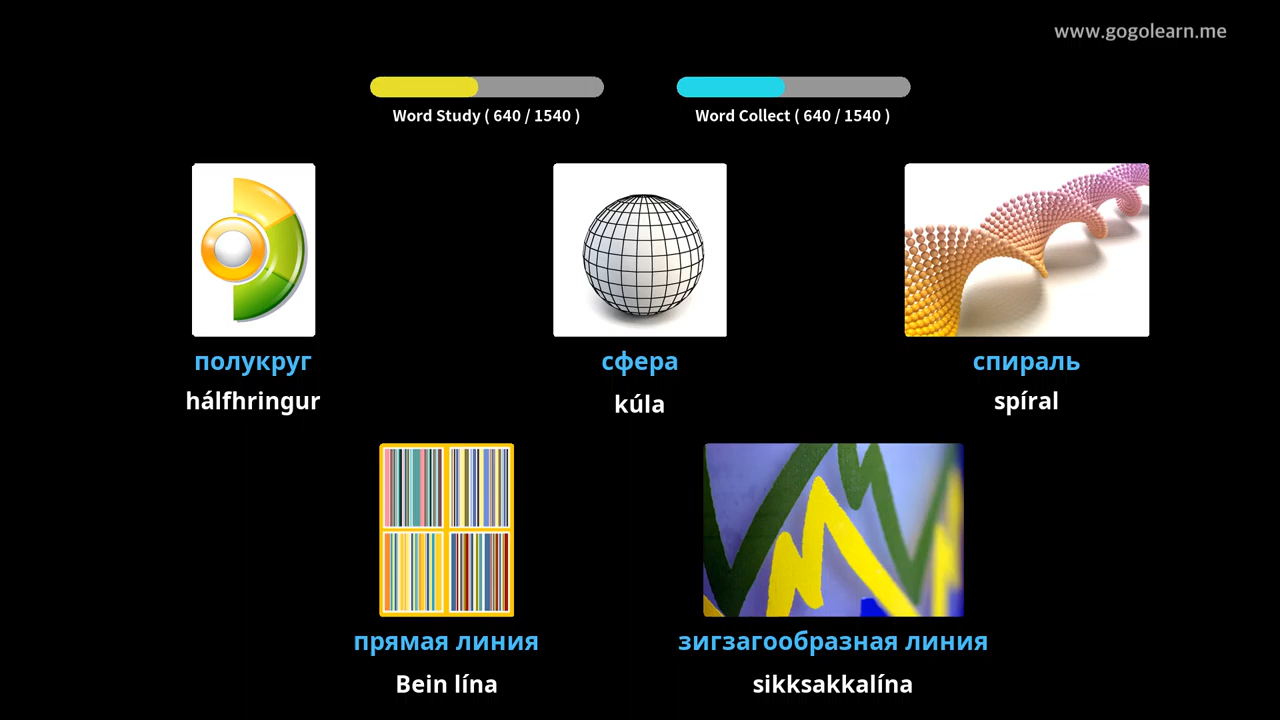 www.gogolearn.me
Word Study ( 640 / 1540 )
Word Collect ( 640 / 1540 )
полукруг
сфера
спираль
hálfhringur
kúla
spíral
прямая линия
зигзагообразная линия
Bein lína
sikksakkalína